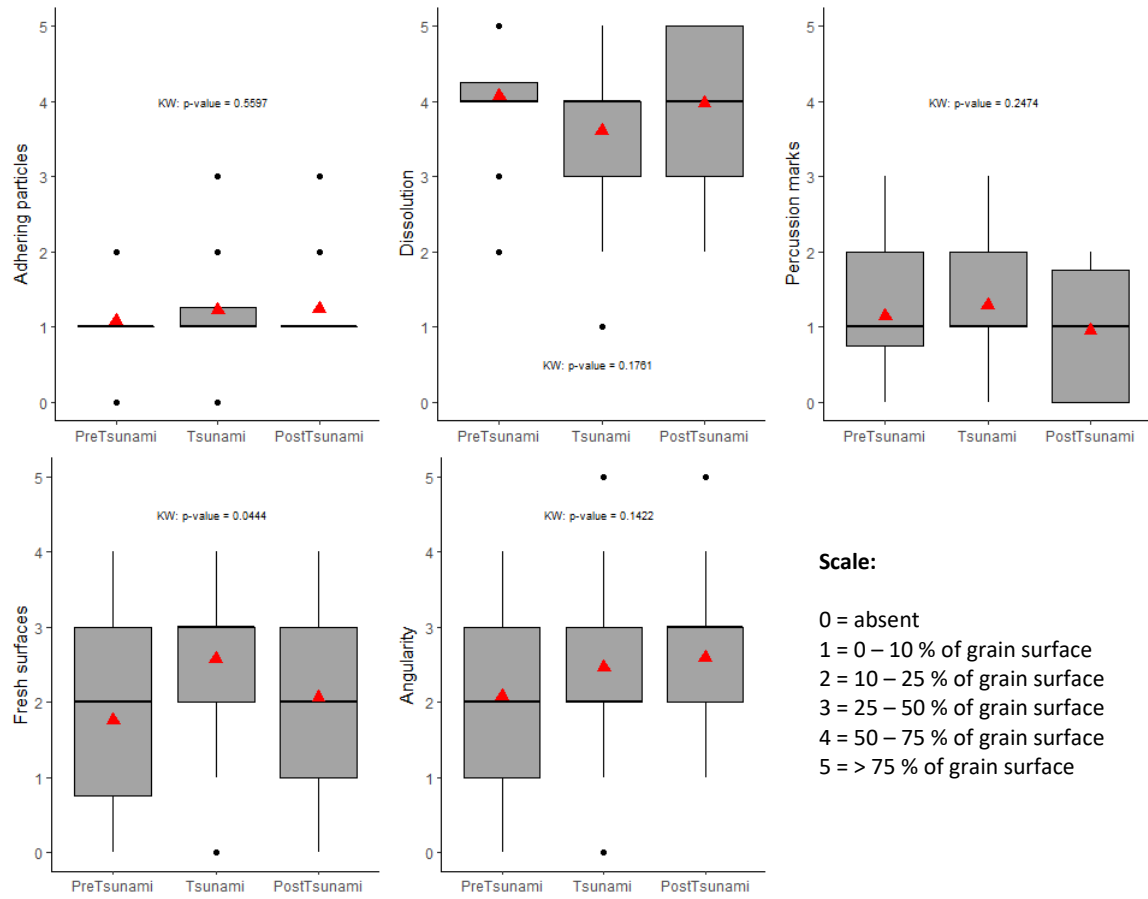 Adhering particles
5
4
3
2
1
0
KW: p-value = 0.5597
PreTsunami Tsunami PostTsunami
Dissolution
5
4
3
2
1
0
KW: p-value = 0.1761
PreTsunami Tsunami PostTsunami
Percussion marks
5
4
3
2
1
0
KW: p-value = 0.2474
PreTsunami Tsunami PostTsunami
Fresh surfaces
5
4
3
2
1
0
KW: p-value = 0.0444
PreTsunami Tsunami PostTsunami
Angularity
5
4
3
2
1
0
KW: p-value = 0.1422
PreTsunami Tsunami PostTsunami
Scale:
0 = absent
1 = 0 – 10 % of grain surface
2 = 10 – 25 % of grain surface
3 = 25 – 50 % of grain surface
4 = 50 – 75 % of grain surface
5 = > 75 % of grain surface